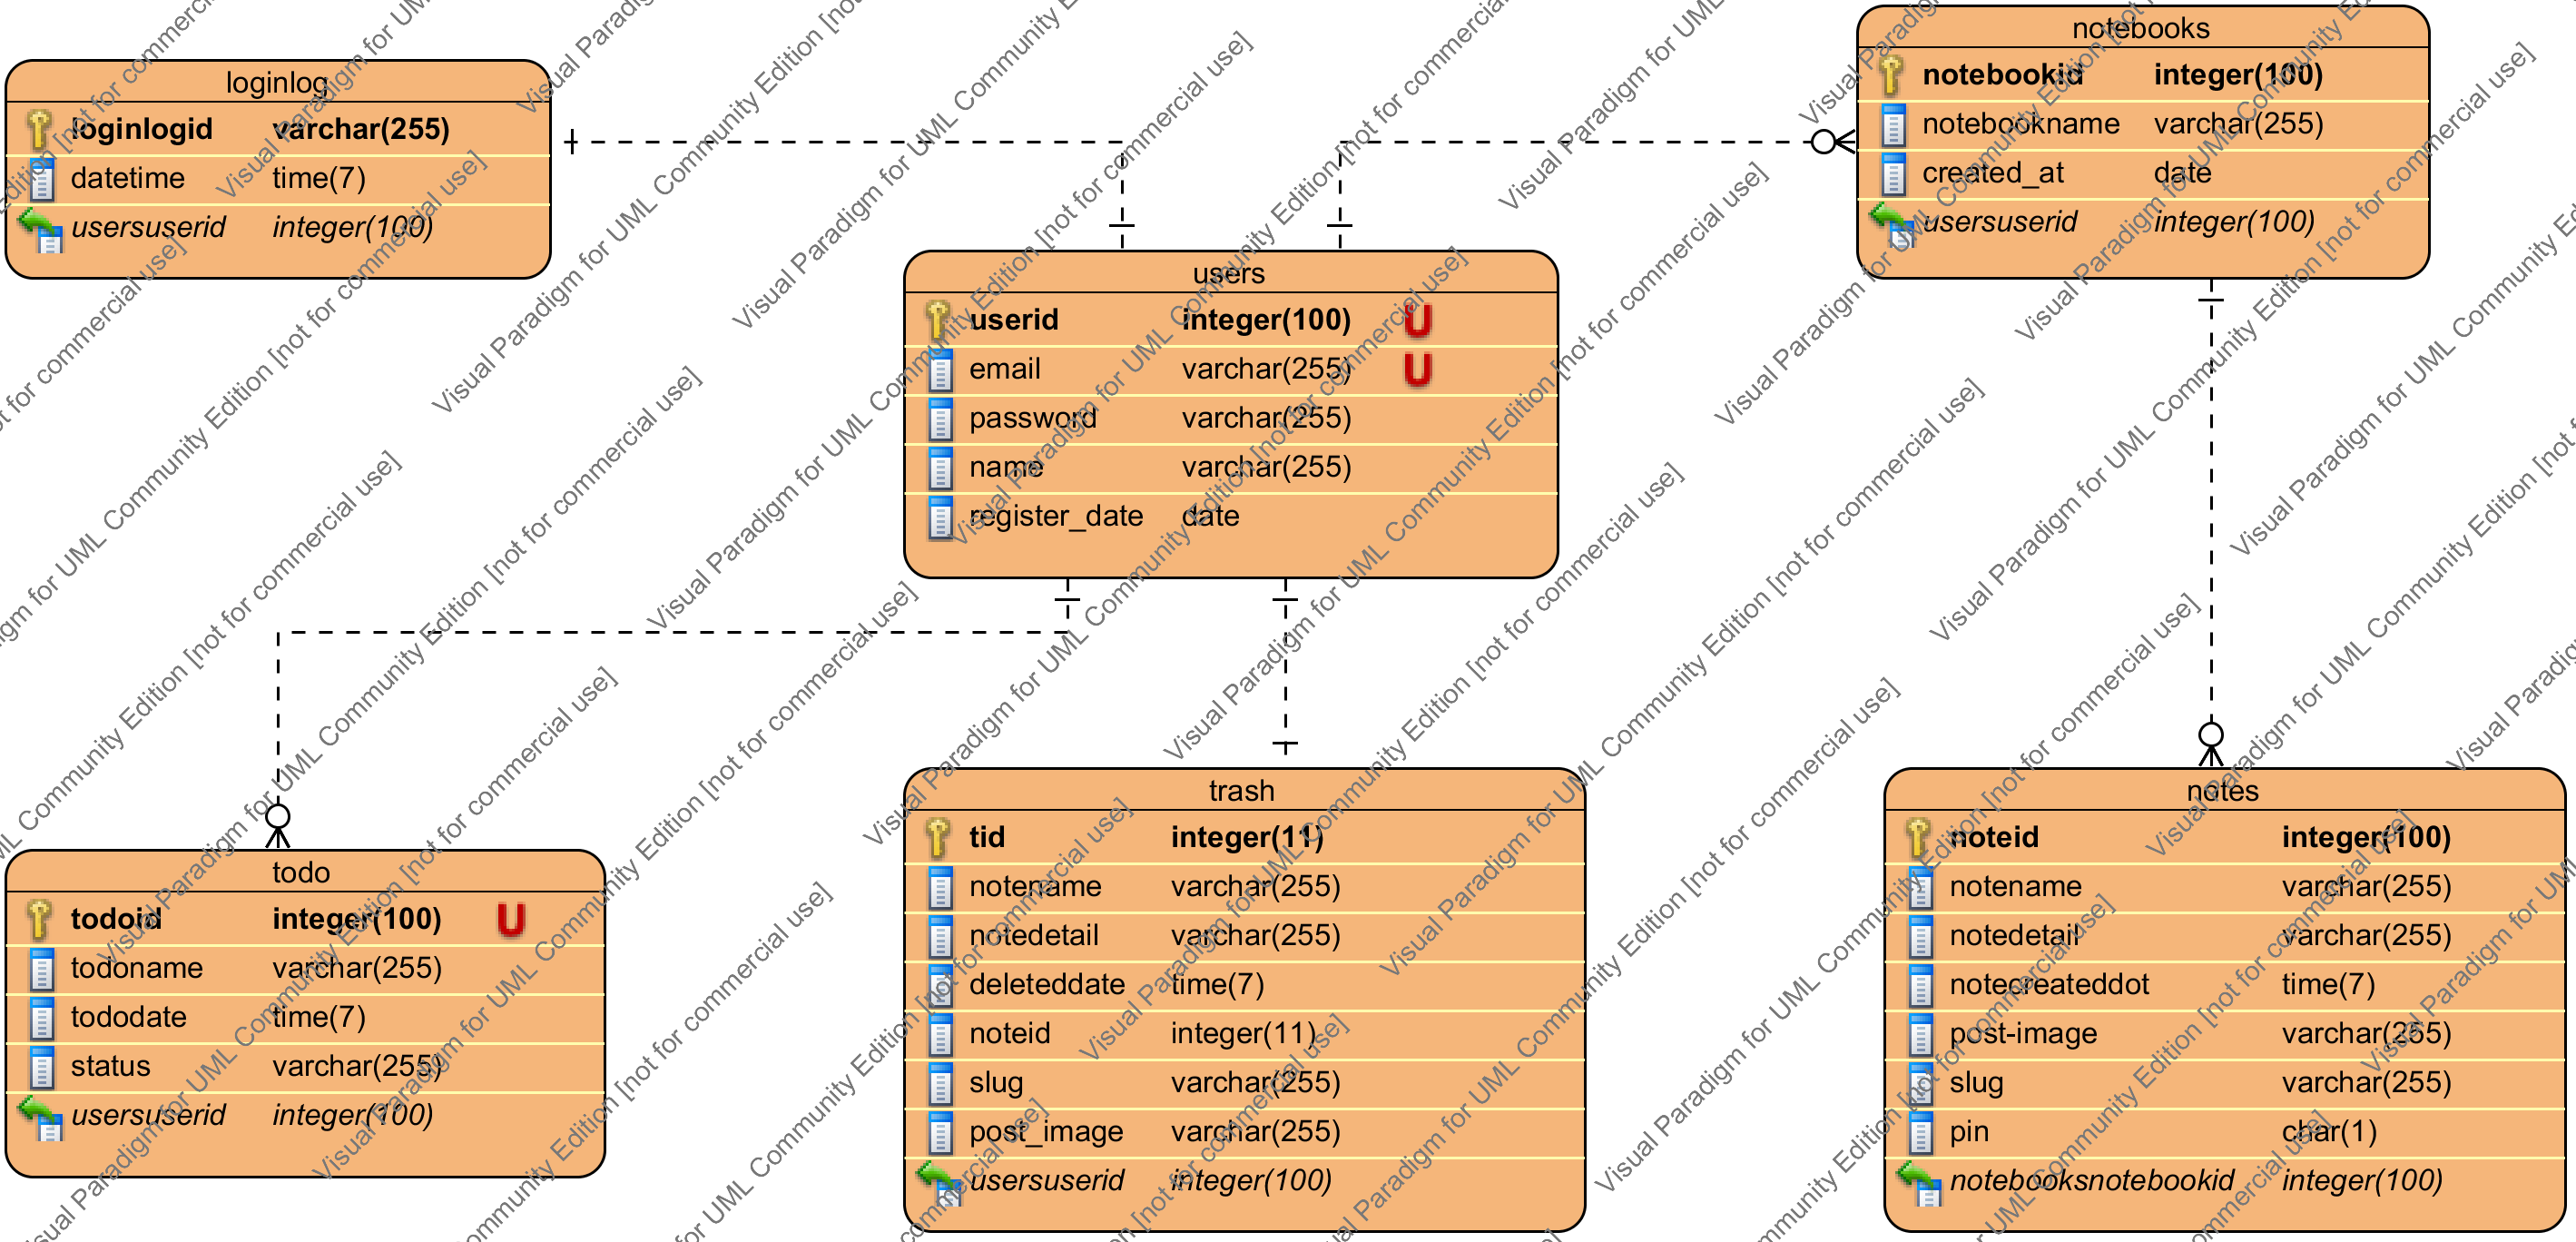 loginlog
loginlogid varchar(255)
datetime time(7)
usersuserid integer(100)
notebooks
notebookid integer(100)
notebookname varchar(255)
created_at date
usersuserid integer(100)
users
userid integer(100) U
email varchar(255) U
password varchar(255)
name varchar(255)
register_date date
todo
todoid integer(100) U
todoname varchar(255)
tododate time(7)
status varchar(255)
usersuserid integer(100)
trash
tid integer(11)
notename varchar(255)
notedetail varchar(255)
deleteddate time(7)
noteid integer(11)
slug varchar(255)
post_image varchar(255)
usersuserid integer(100)
notes
noteid integer(100)
notename varchar(255)
notedetail varchar(255)
notecreateddot time(7)
post-image varchar(255)
slug varchar(255)
pin char(1)
notebooksnotebookid integer(100)
Visual Paradigm for UML Community Edition [not for commercial use]